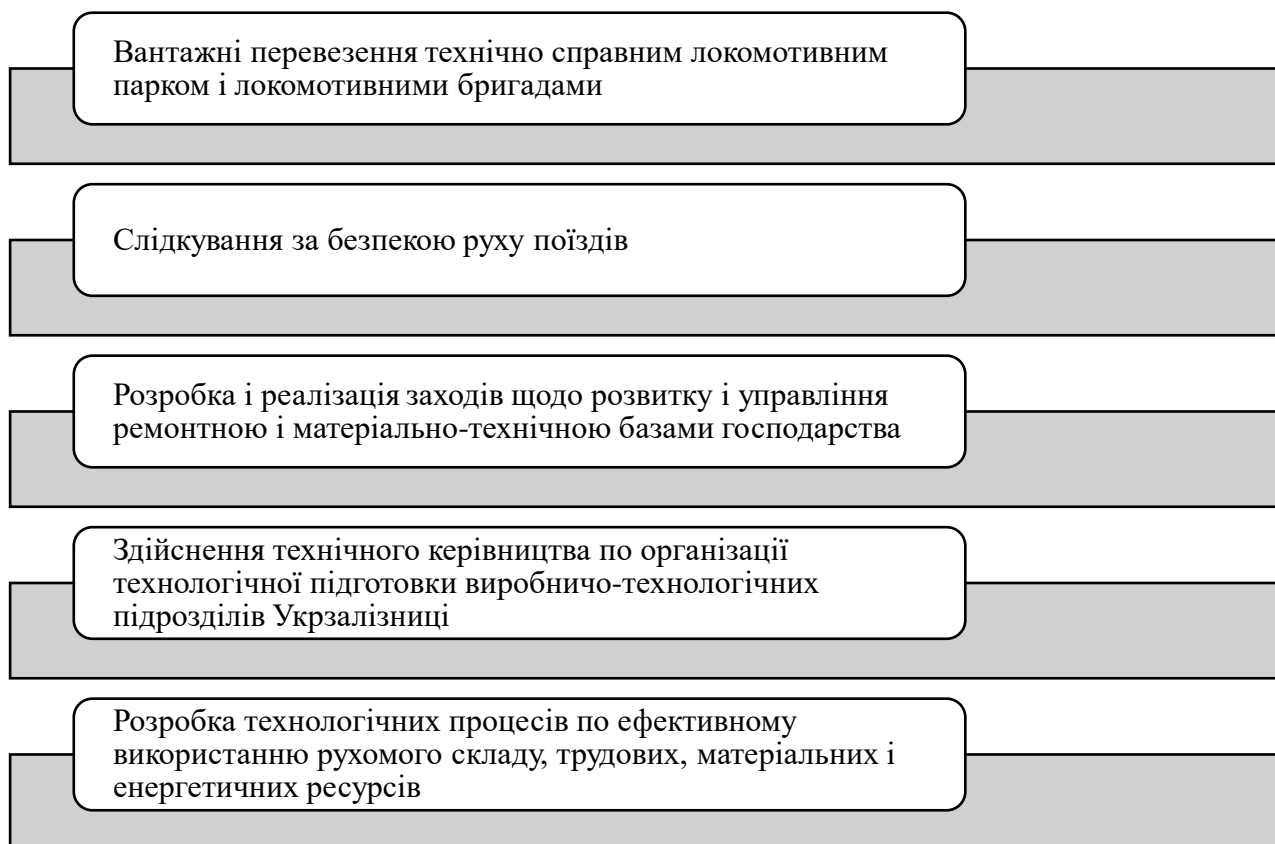 Вантажні перевезення технічно справним локомотивним
парком і локомотивними бригадами
Слідкування за безпекою руху поїздів
Розробка і реалізація заходів щодо розвитку і управління
ремонтною і матеріально-технічною базами господарства
Здійснення технічного керівництва по організації
технологічної підготовки виробничо-технологічних
підрозділів Укрзалізниці
Розробка технологічних процесів по ефективному
використанню рухомого складу, трудових, матеріальних і
енергетичних ресурсів